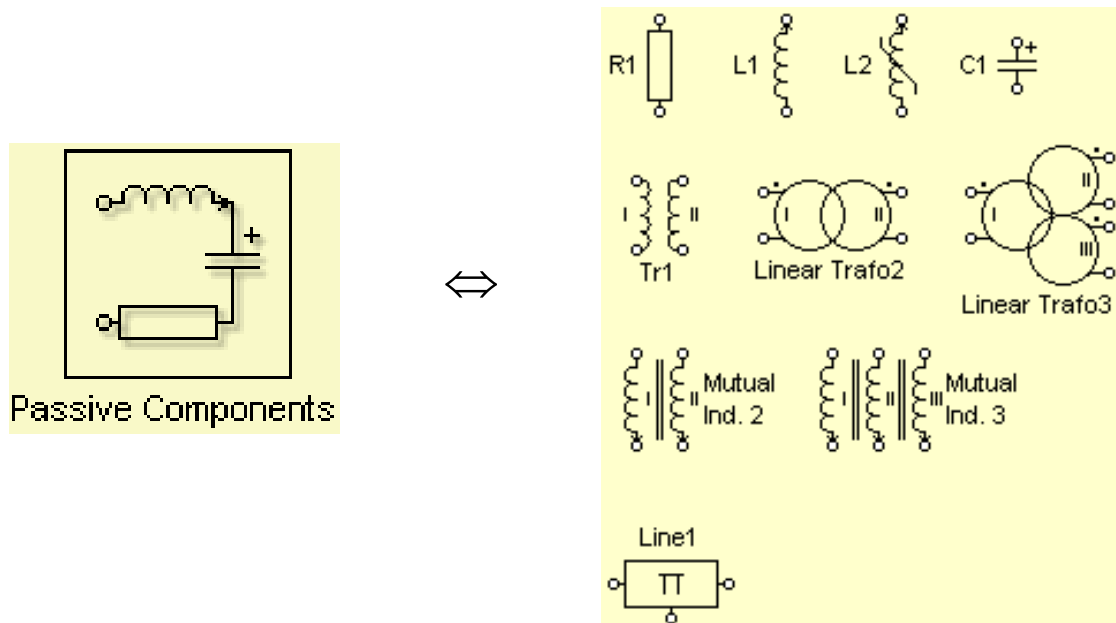 R1 L1 L2 C1
I II
Tr1
I II
Linear Trafo2
I II III
Linear Trafo3
Passive Components
I II Mutual
Ind. 2
I II III Mutual
Ind. 3
Line1